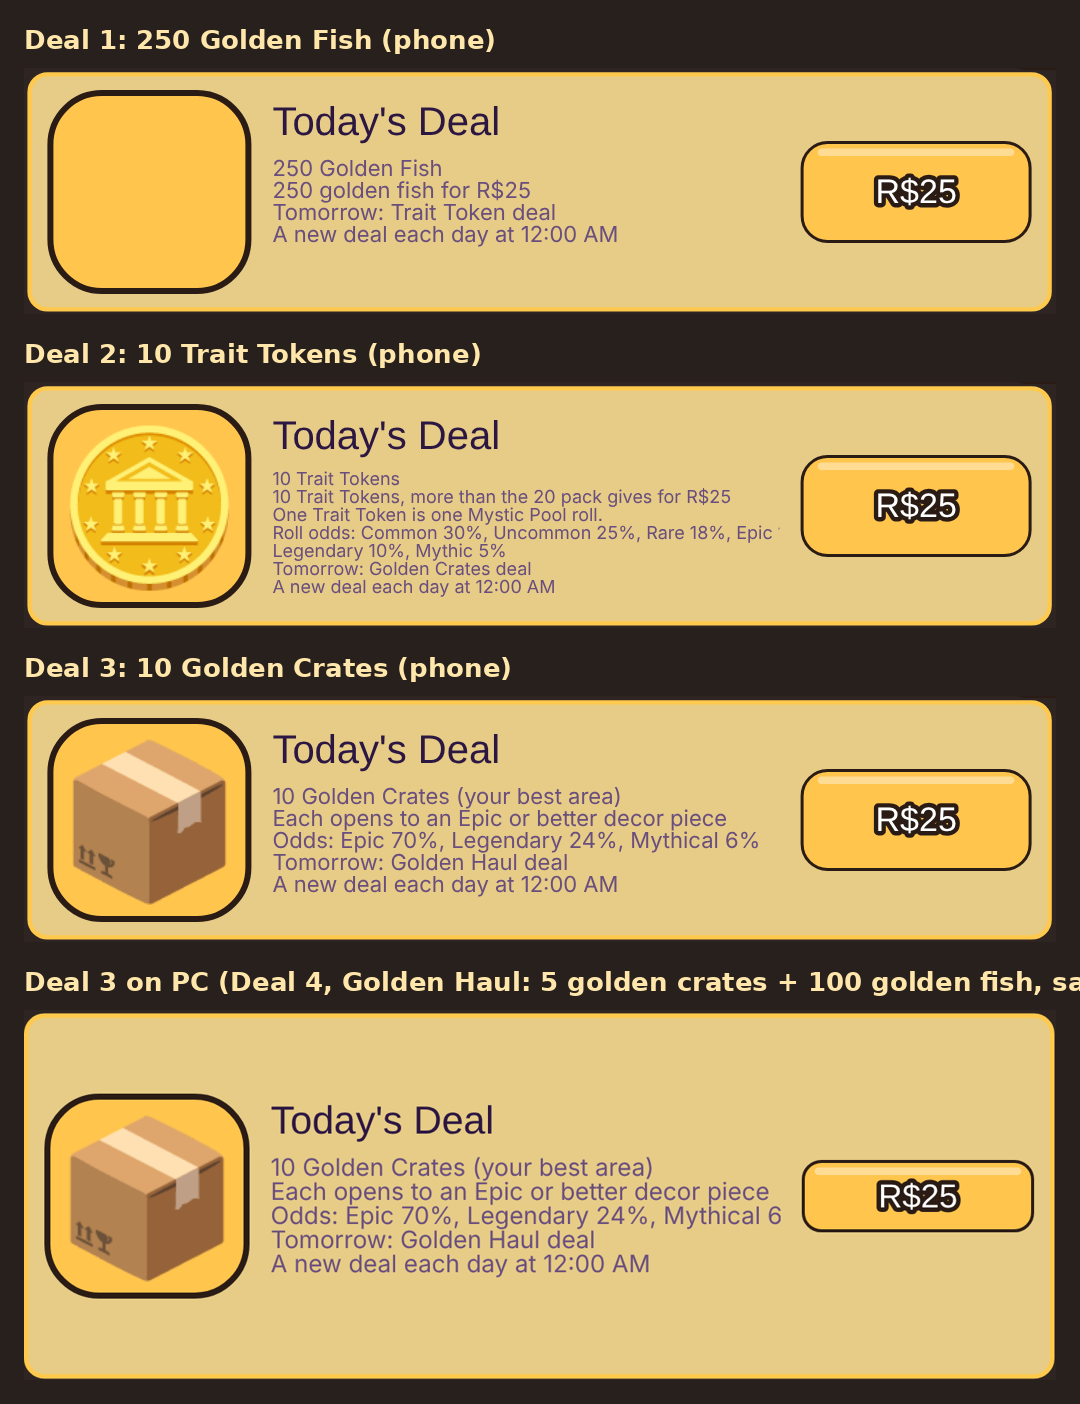 Deal 1: 250 Golden Fish (phone)
Today's Deal
250 Golden Fish
250 golden fish for R$25
Tomorrow: Trait Token deal
A new deal each day at 12:00 AM
R$25
Deal 2: 10 Trait Tokens (phone)
Today's Deal
10 Trait Tokens
10 Trait Tokens, more than the 20 pack gives for R$25
One Trait Token is one Mystic Pool roll.
Roll odds: Common 30%, Uncommon 25%, Rare 18%, Epic
Legendary 10%, Mythic 5%
Tomorrow: Golden Crates deal
A new deal each day at 12:00 AM
R$25
Deal 3: 10 Golden Crates (phone)
Today's Deal
10 Golden Crates (your best area)
Each opens to an Epic or better decor piece
Odds: Epic 70%, Legendary 24%, Mythical 6%
Tomorrow: Golden Haul deal
A new deal each day at 12:00 AM
R$25
Deal 3 on PC (Deal 4, Golden Haul: 5 golden crates + 100 golden fish, sa
Today's Deal
10 Golden Crates (your best area)
Each opens to an Epic or better decor piece
Odds: Epic 70%, Legendary 24%, Mythical 6
Tomorrow: Golden Haul deal
A new deal each day at 12:00 AM
R$25